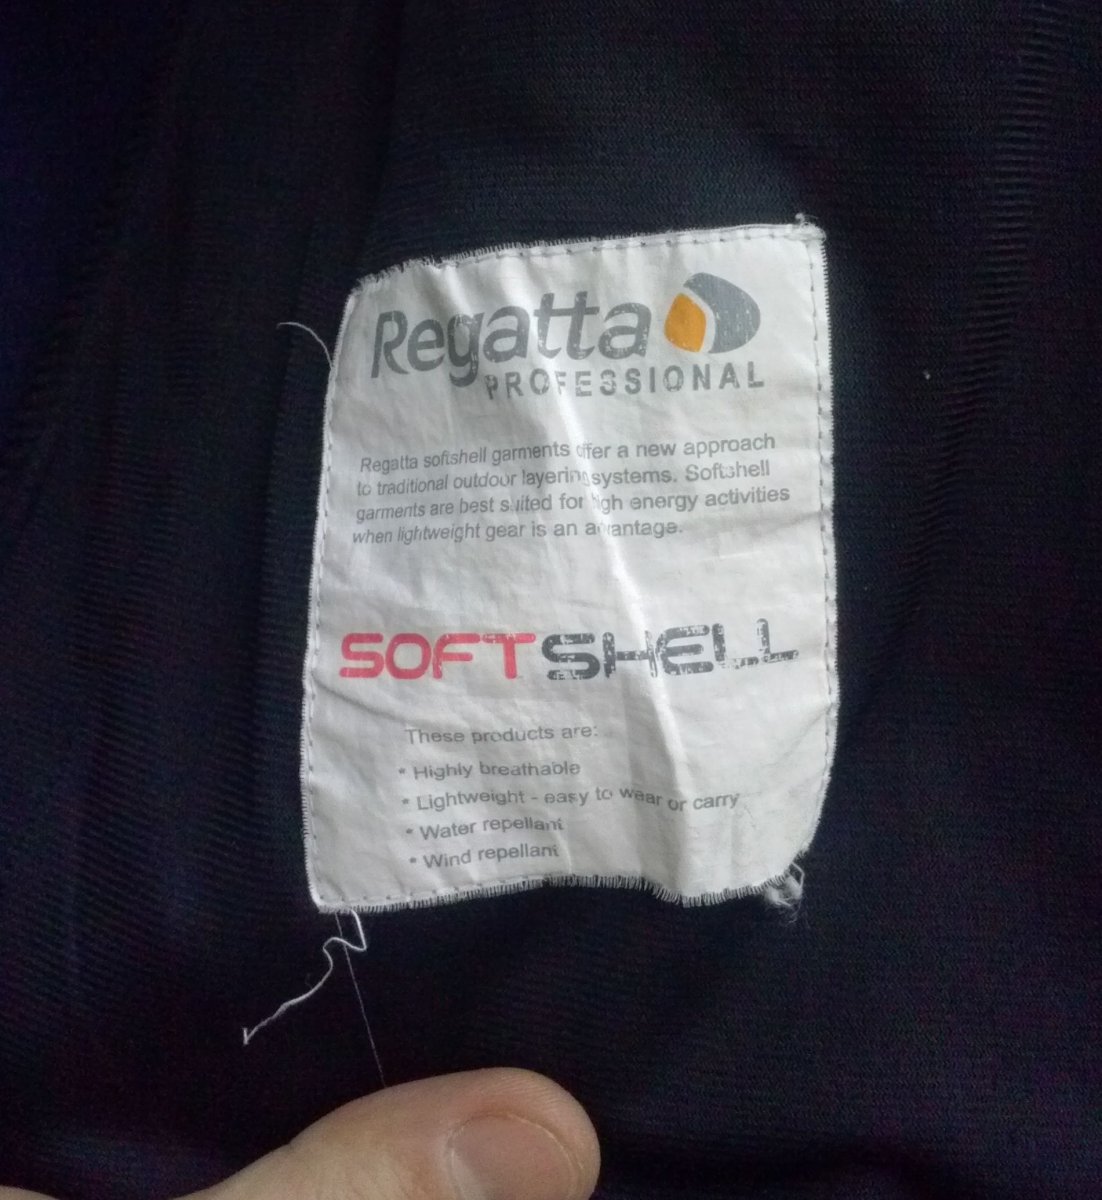 Regatta
PROFESSIONAL
Regatta softshell garments offer a new approach
to traditional outdoor layering systems. Softshell
garments are best suited for high energy activities
when lightweight gear is an advantage.
SOFTSHELL
These products are:
* Highly breathable
* Lightweight - easy to wear or carry
* Water repellant
* Wind repellant